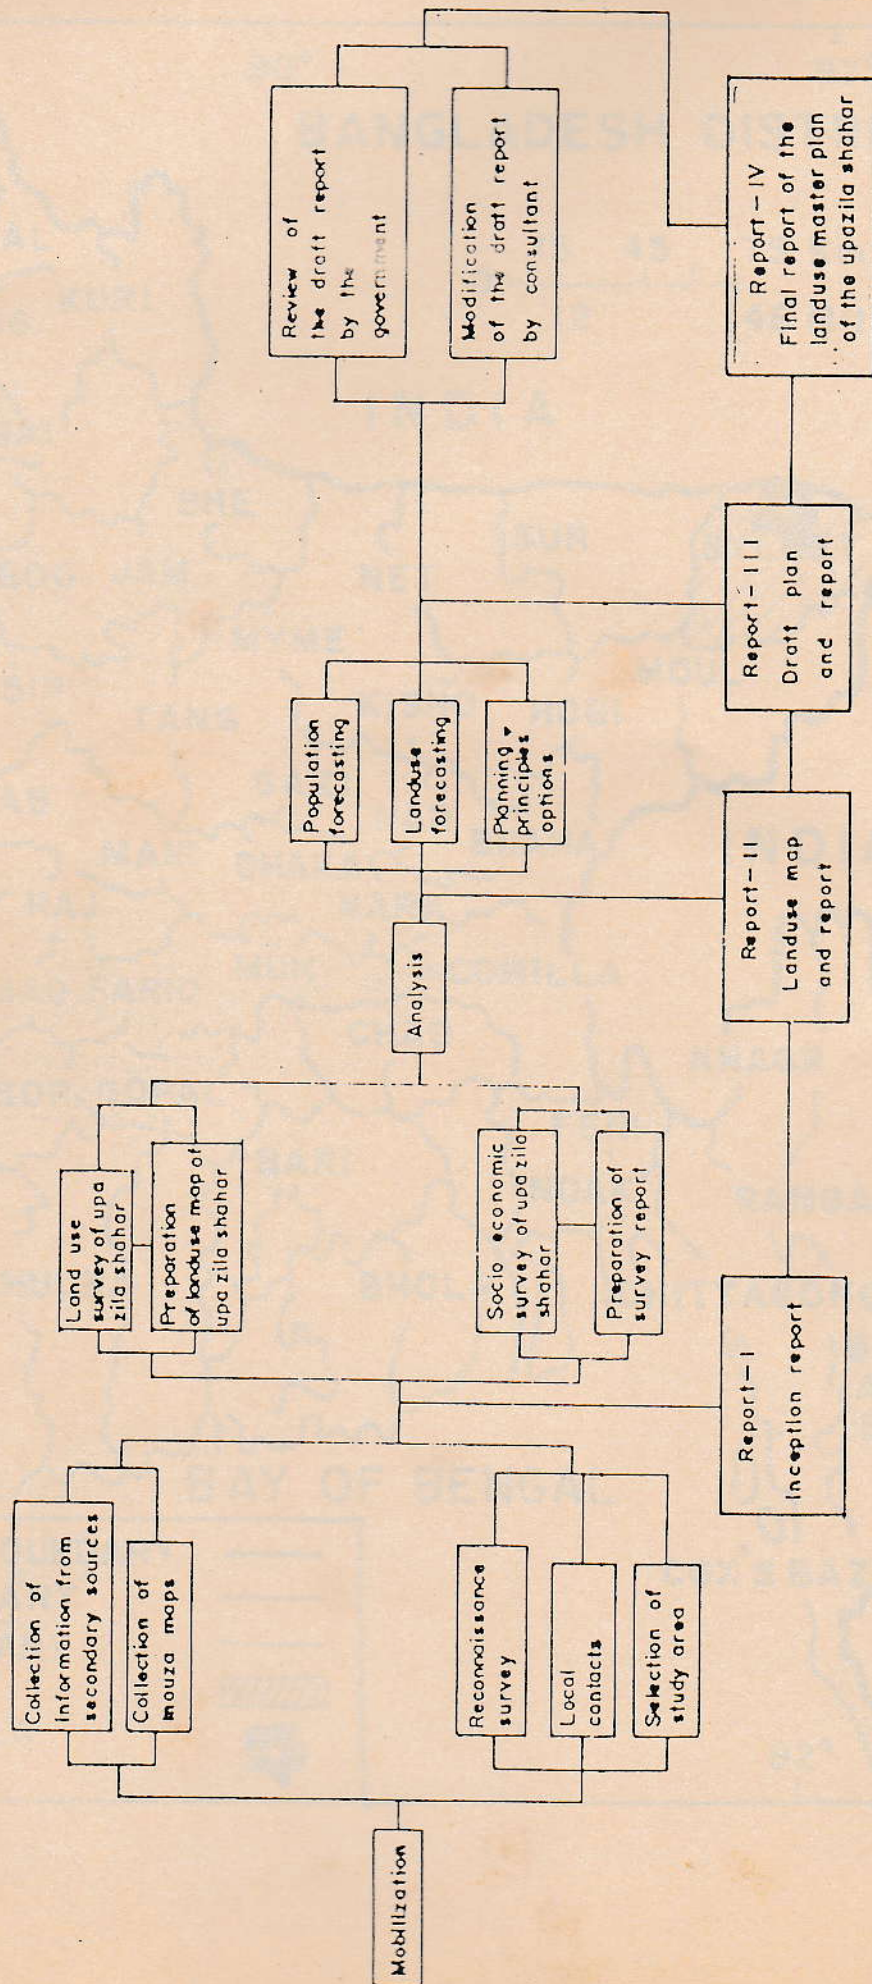 Mobilization
Collection of
Information from
secondary sources
Collection of
mouza maps
Reconnaissance
survey
Local
contacts
Selection of
study area
Report-I
Inception report
Land use
survey of upa
zila shahar
Preparation
of landuse map of
upa zila shahar
Socio economic
survey of upa zila
shahar
Preparation of
survey report
Analysis
Report-II
Landuse map
and report
Population
forecasting
Landuse
forecasting
Planning
principles
options
Report-III
Draft plan
and report
Review of
the draft report
by the
government
Modification
of the draft report
by consultant
Report-IV
Final report of the
landuse master plan
of the upazila shahar